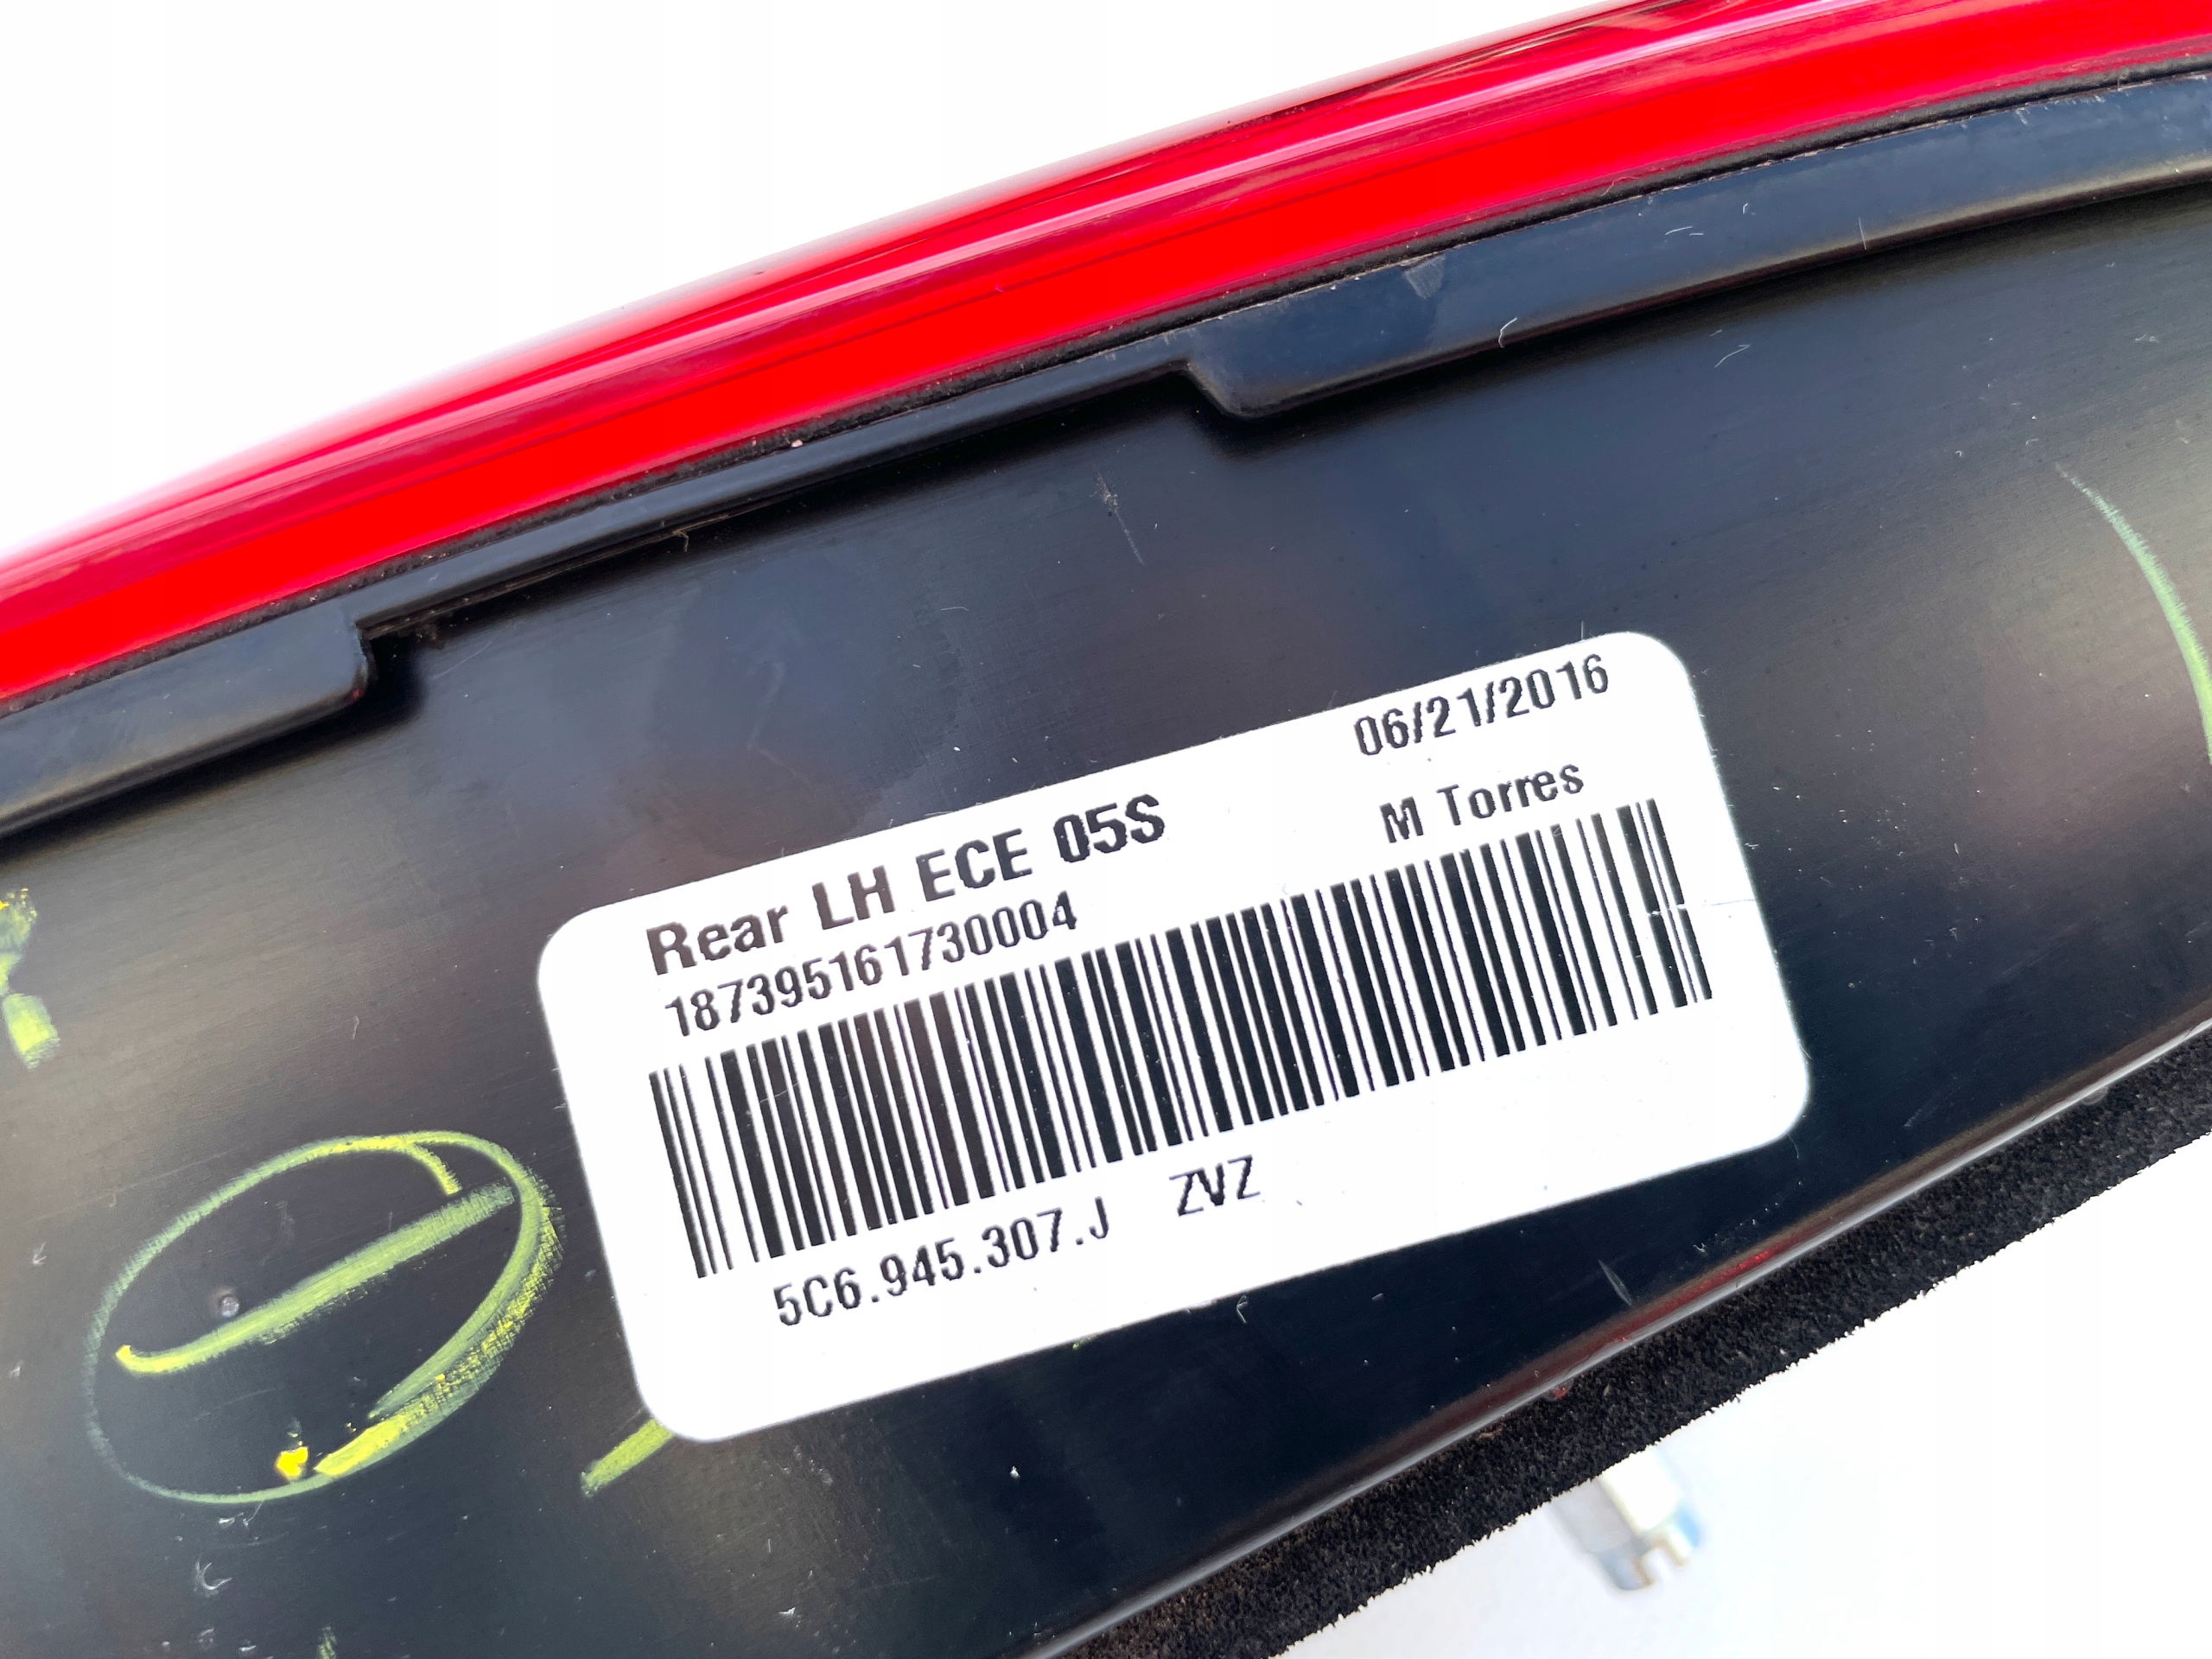 06/21/2016
Rear LH ECE 05S
M Torres
187395161730004
5C6.945.307.J ZVZ